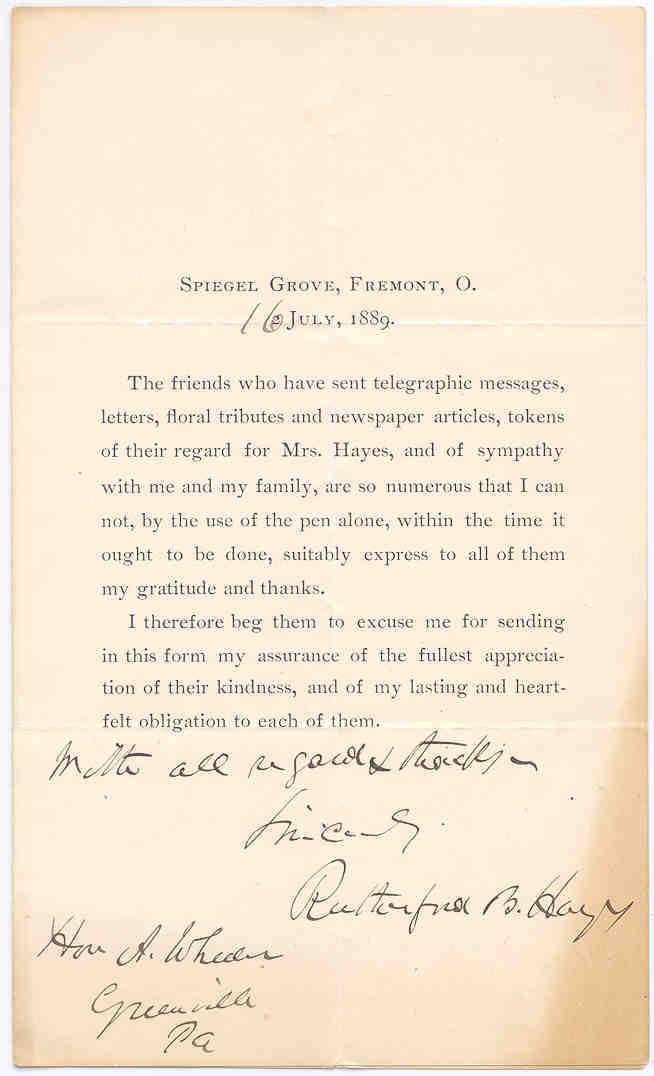 SPIEGEL GROVE, FREMONT, O.
16 JULY, 1889.
The friends who have sent telegraphic messages,
letters, floral tributes and newspaper articles, tokens
of their regard for Mrs. Hayes, and of sympathy
with me and my family, are so numerous that I can
not, by the use of the pen alone, within the time it
ought to be done, suitably express to all of them
my gratitude and thanks.
I therefore beg them to excuse me for sending
in this form my assurance of the fullest apprecia-
tion of their kindness, and of my lasting and heart-
felt obligation to each of them.
With all regard & thanks,
Sincerely
Rutherford B. Hayes
Hon A.
Greenville
Pa